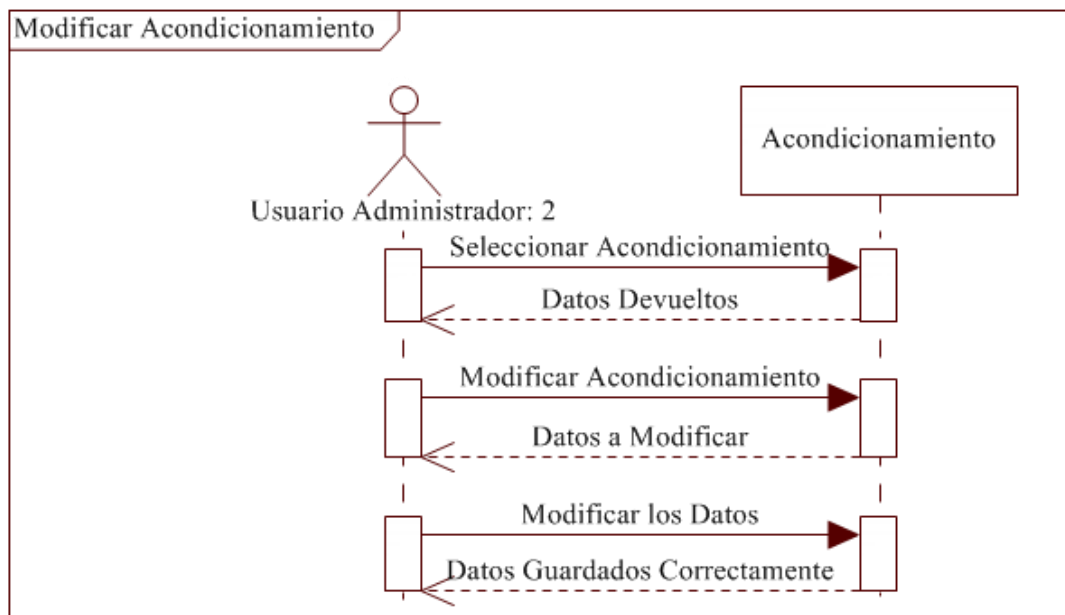 Modificar Acondicionamiento
Acondicionamiento
Usuario Administrador: 2
Seleccionar Acondicionamiento
Datos Devueltos
Modificar Acondicionamiento
Datos a Modificar
Modificar los Datos
Datos Guardados Correctamente